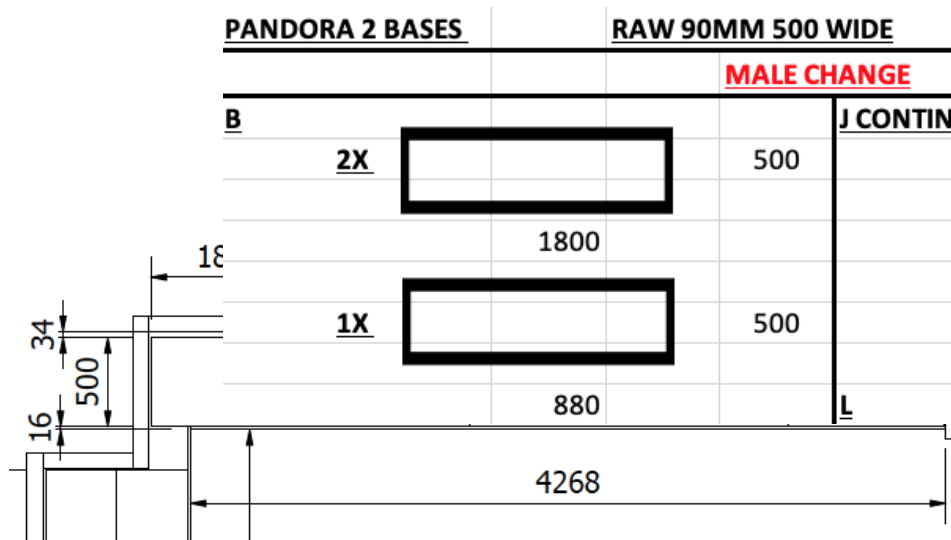 PANDORA 2 BASES RAW 90MM 500 WIDE
MALE CHANGE
B J CONTIN
2X 500
1800
18
1X 500
34
500
880 L
16
4268